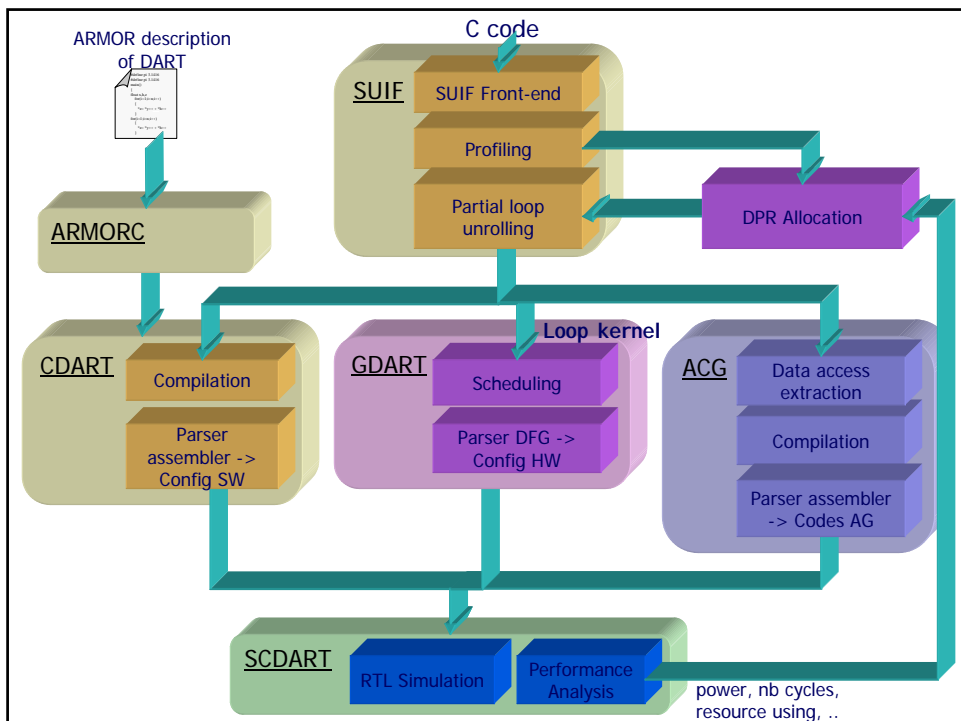 ARMOR description
of DART
C code
SUIF
SUIF Front-end
Profiling
Partial loop
unrolling
DPR Allocation
ARMORC
CDART
Compilation
Parser
assembler ->
Config SW
Loop kernel
GDART
Scheduling
Parser DFG ->
Config HW
ACG
Data access
extraction
Compilation
Parser assembler
-> Codes AG
SCDART
RTL Simulation
Performance
Analysis
power, nb cycles,
resource using, ..